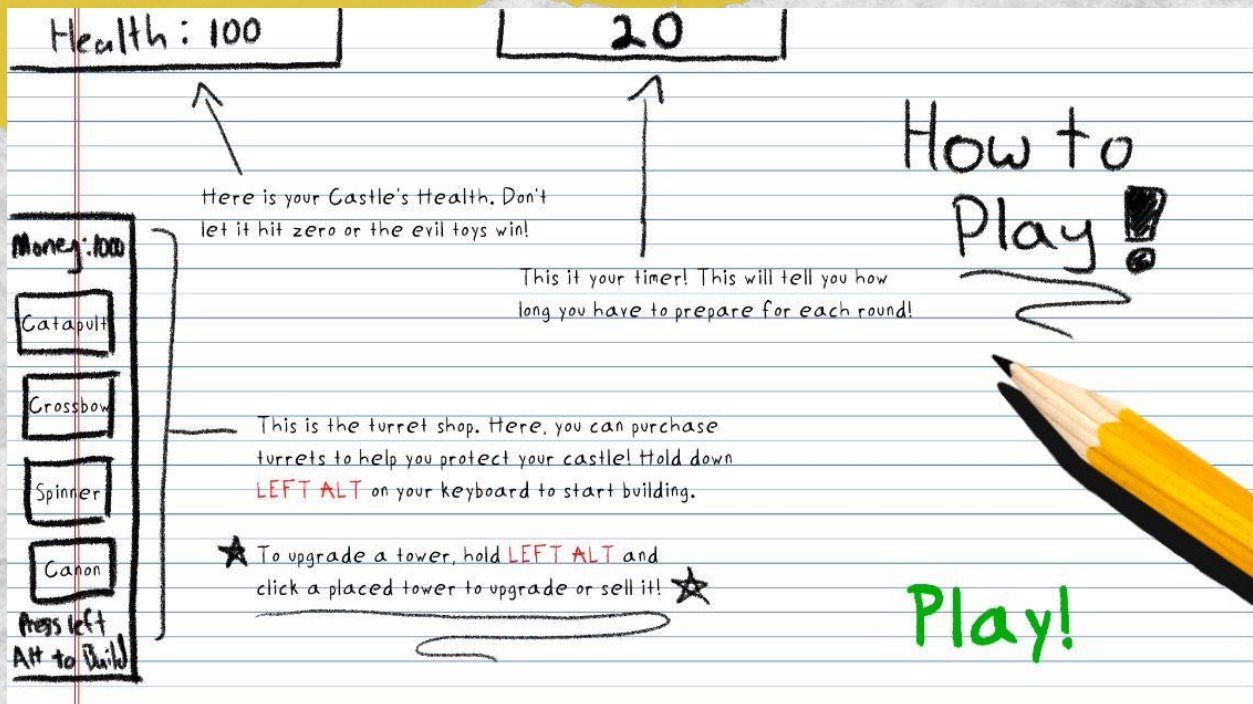 Health: 100
20
How to
Play!
Here is your Castle's Health. Don't
let it hit zero or the evil toys win!
This it your timer! This will tell you how
long you have to prepare for each round!
Money: 1000
Catapult
Crossbow
Spinner
Canon
Press left
Alt to Build
This is the turret shop. Here, you can purchase
turrets to help you protect your castle! Hold down
LEFT ALT on your keyboard to start building.
To upgrade a tower, hold LEFT ALT and
click a placed tower to upgrade or sell it!
Play!